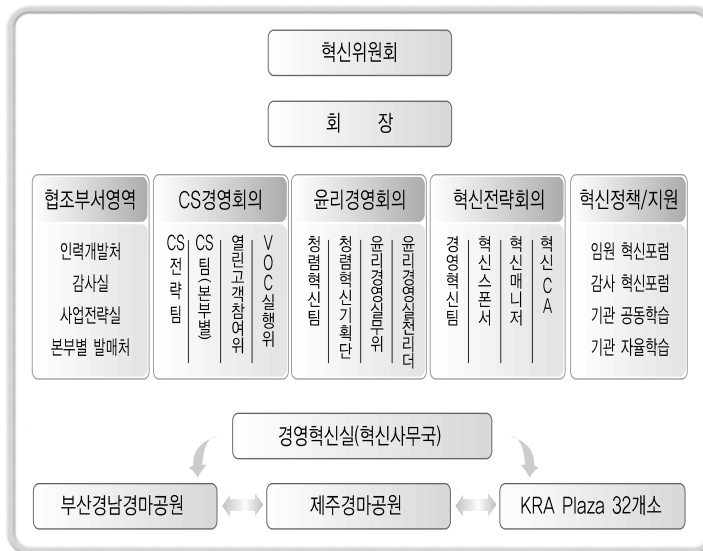 혁신위원회
회 장
협조부서영역
인력개발처
감사실
사업전략실
본부별 발매처
CS경영회의
CS전략팀
CS팀(본부별)
열린고객참여위
VOC실행위
윤리경영회의
청렴혁신팀
청렴혁신기획단
윤리경영실무위
윤리경영실천리더
혁신전략회의
경영혁신팀
혁신스폰서
혁신매니저
혁신CA
혁신정책/지원
임원 혁신포럼
감사 혁신포럼
기관 공동학습
기관 자율학습
경영혁신실(혁신사무국)
부산경남경마공원
제주경마공원
KRA Plaza 32개소